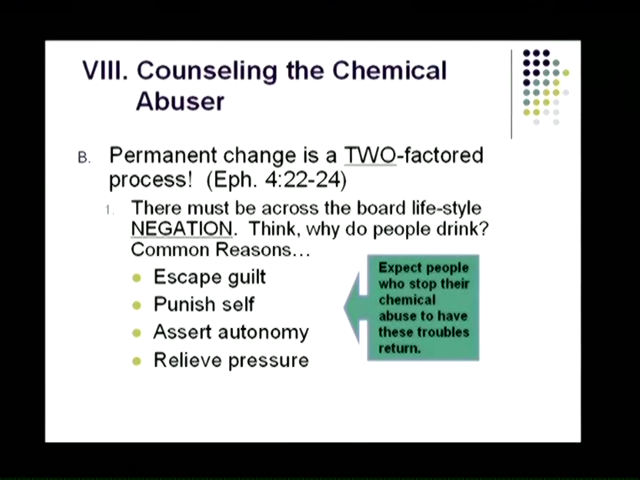 VIII. Counseling the Chemical
Abuser
B. Permanent change is a TWO-factored
process! (Eph. 4:22-24)
1. There must be across the board life-style
NEGATION. Think, why do people drink?
Common Reasons…
Escape guilt
Punish self
Assert autonomy
Relieve pressure
Expect people
who stop their
chemical
abuse to have
these troubles
return.